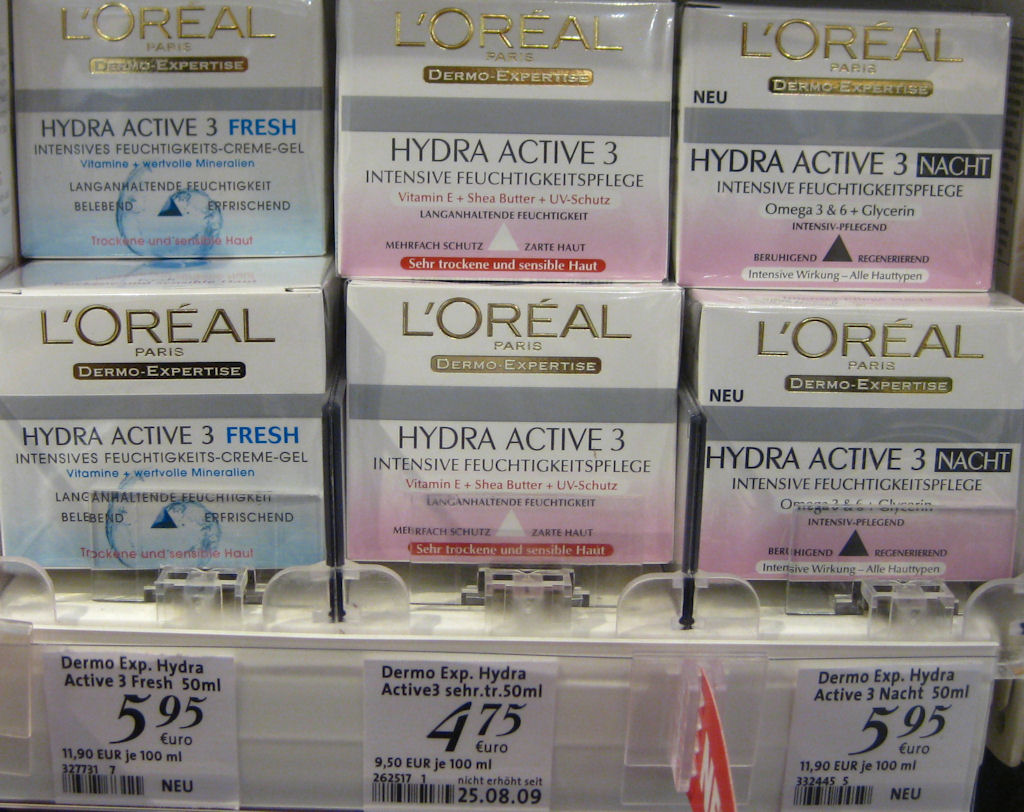 L'ORÉAL
PARIS
DERMO-EXPERTISE
HYDRA ACTIVE 3 FRESH
INTENSIVES FEUCHTIGKEITS-CREME-GEL
Vitamine + wertvolle Mineralien
LANGANHALTENDE FEUCHTIGKEIT
BELEBEND ERFRISCHEND
Trockene und sensible Haut
L'ORÉAL
PARIS
DERMO-EXPERTISE
HYDRA ACTIVE 3
INTENSIVE FEUCHTIGKEITSPFLEGE
Vitamin E + Shea Butter + UV-Schutz
LANGANHALTENDE FEUCHTIGKEIT
MEHRFACH SCHUTZ ZARTE HAUT
Sehr trockene und sensible Haut
L'ORÉAL
PARIS
DERMO-EXPERTISE
NEU
HYDRA ACTIVE 3 NACHT
INTENSIVE FEUCHTIGKEITSPFLEGE
Omega 3 & 6 + Glycerin
INTENSIV-PFLEGEND
BERUHIGEND REGENERIEREND
Intensive Wirkung – Alle Hauttypen
L'ORÉAL
PARIS
DERMO-EXPERTISE
HYDRA ACTIVE 3 FRESH
INTENSIVES FEUCHTIGKEITS-CREME-GEL
Vitamine + wertvolle Mineralien
LANGANHALTENDE FEUCHTIGKEIT
BELEBEND ERFRISCHEND
Trockene und sensible Haut
L'ORÉAL
PARIS
DERMO-EXPERTISE
HYDRA ACTIVE 3
INTENSIVE FEUCHTIGKEITSPFLEGE
Vitamin E + Shea Butter + UV-Schutz
LANGANHALTENDE FEUCHTIGKEIT
MEHRFACH SCHUTZ ZARTE HAUT
Sehr trockene und sensible Haut
L'ORÉAL
PARIS
DERMO-EXPERTISE
NEU
HYDRA ACTIVE 3 NACHT
INTENSIVE FEUCHTIGKEITSPFLEGE
Omega 3 & 6 + Glycerin
INTENSIV-PFLEGEND
BERUHIGEND REGENERIEREND
Intensive Wirkung – Alle Hauttypen
Dermo Exp. Hydra
Active 3 Fresh 50ml
5 95
€uro
11,90 EUR je 100 ml
327731 7
NEU
Dermo Exp. Hydra
Active3 sehr.tr.50ml
4 75
€uro
9,50 EUR je 100 ml
262517 1 nicht erhöht seit
25.08.09
Dermo Exp. Hydra
Active 3 Nacht 50ml
5 95
€uro
11,90 EUR je 100 ml
332445 5
NEU